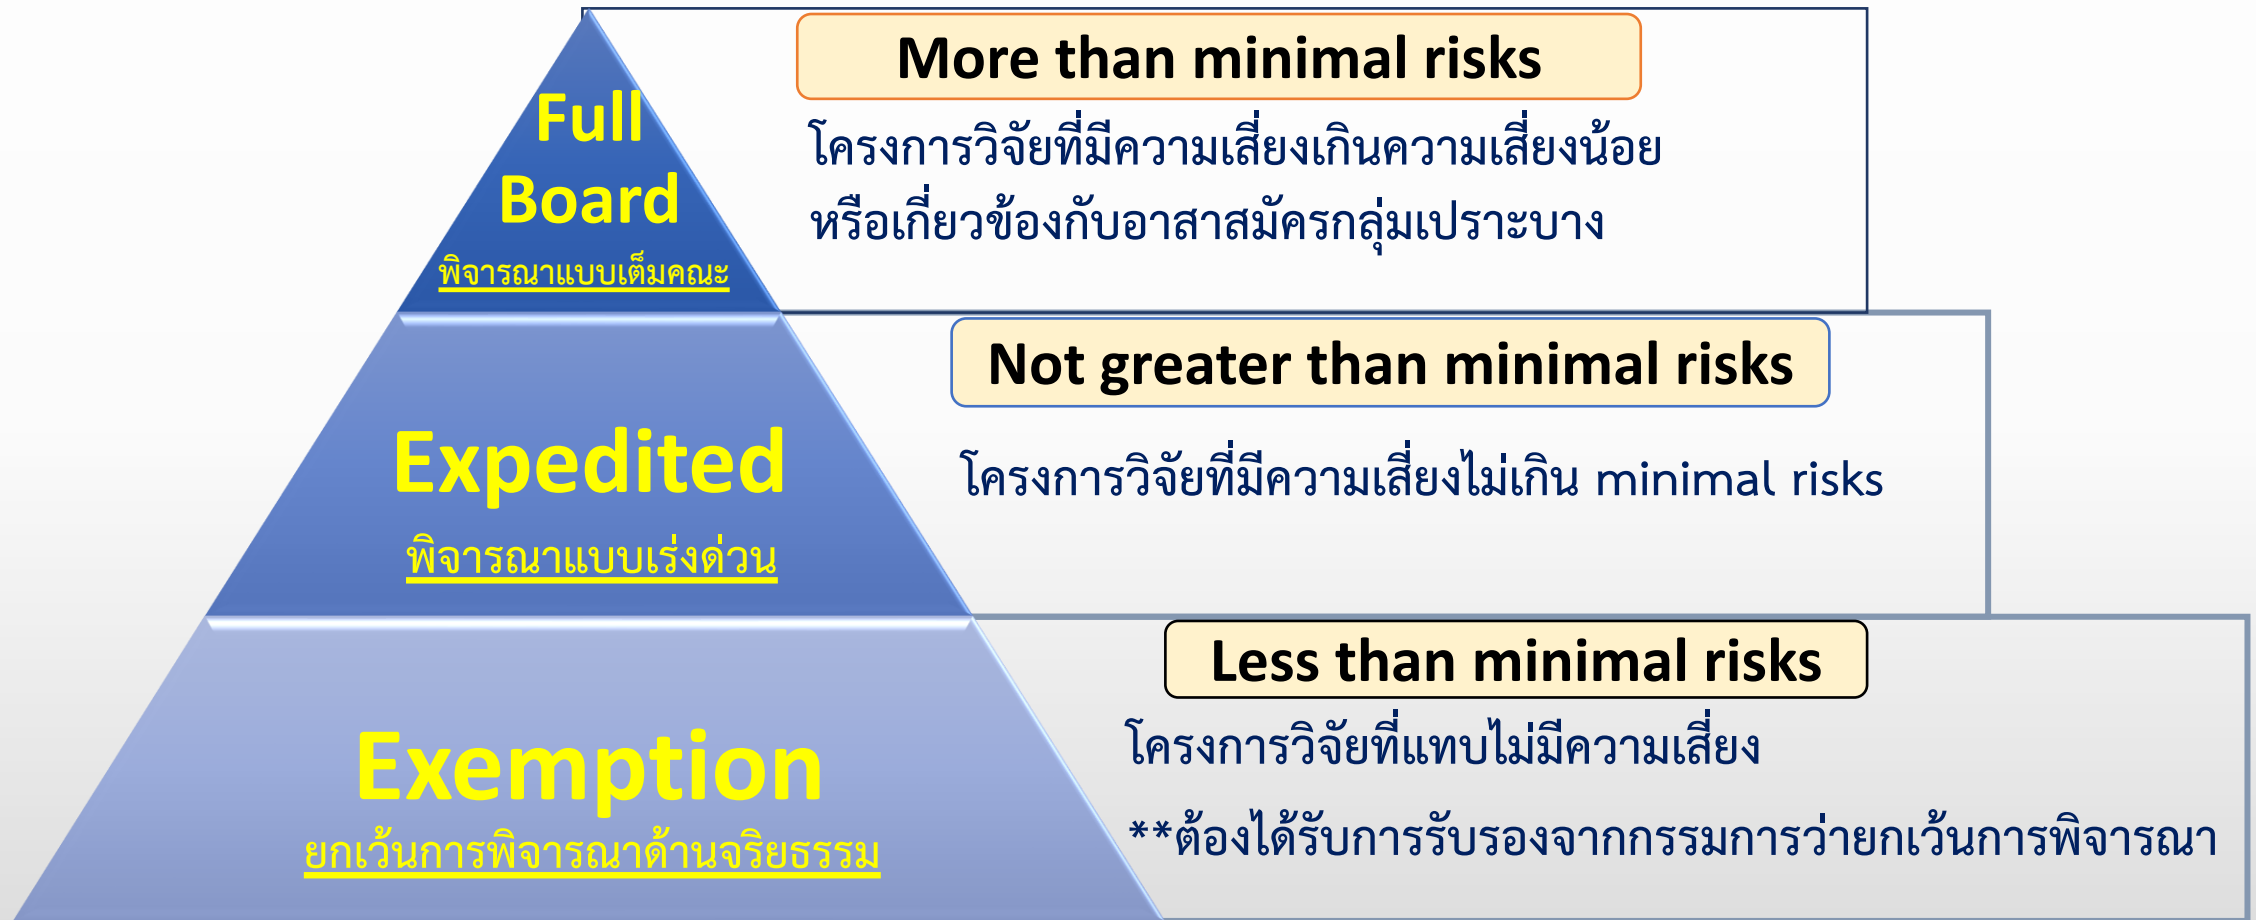 Full
Board
พิจารณาแบบเต็มคณะ
More than minimal risks
โครงการวิจัยที่มีความเสี่ยงเกินความเสี่ยงน้อย
หรือเกี่ยวข้องกับอาสาสมัครกลุ่มเปราะบาง
Expedited
พิจารณาแบบเร่งด่วน
Not greater than minimal risks
โครงการวิจัยที่มีความเสี่ยงไม่เกิน minimal risks
Exemption
ยกเว้นการพิจารณาด้านจริยธรรม
Less than minimal risks
โครงการวิจัยที่แทบไม่มีความเสี่ยง
**ต้องได้รับการรับรองจากกรรมการว่ายกเว้นการพิจารณา